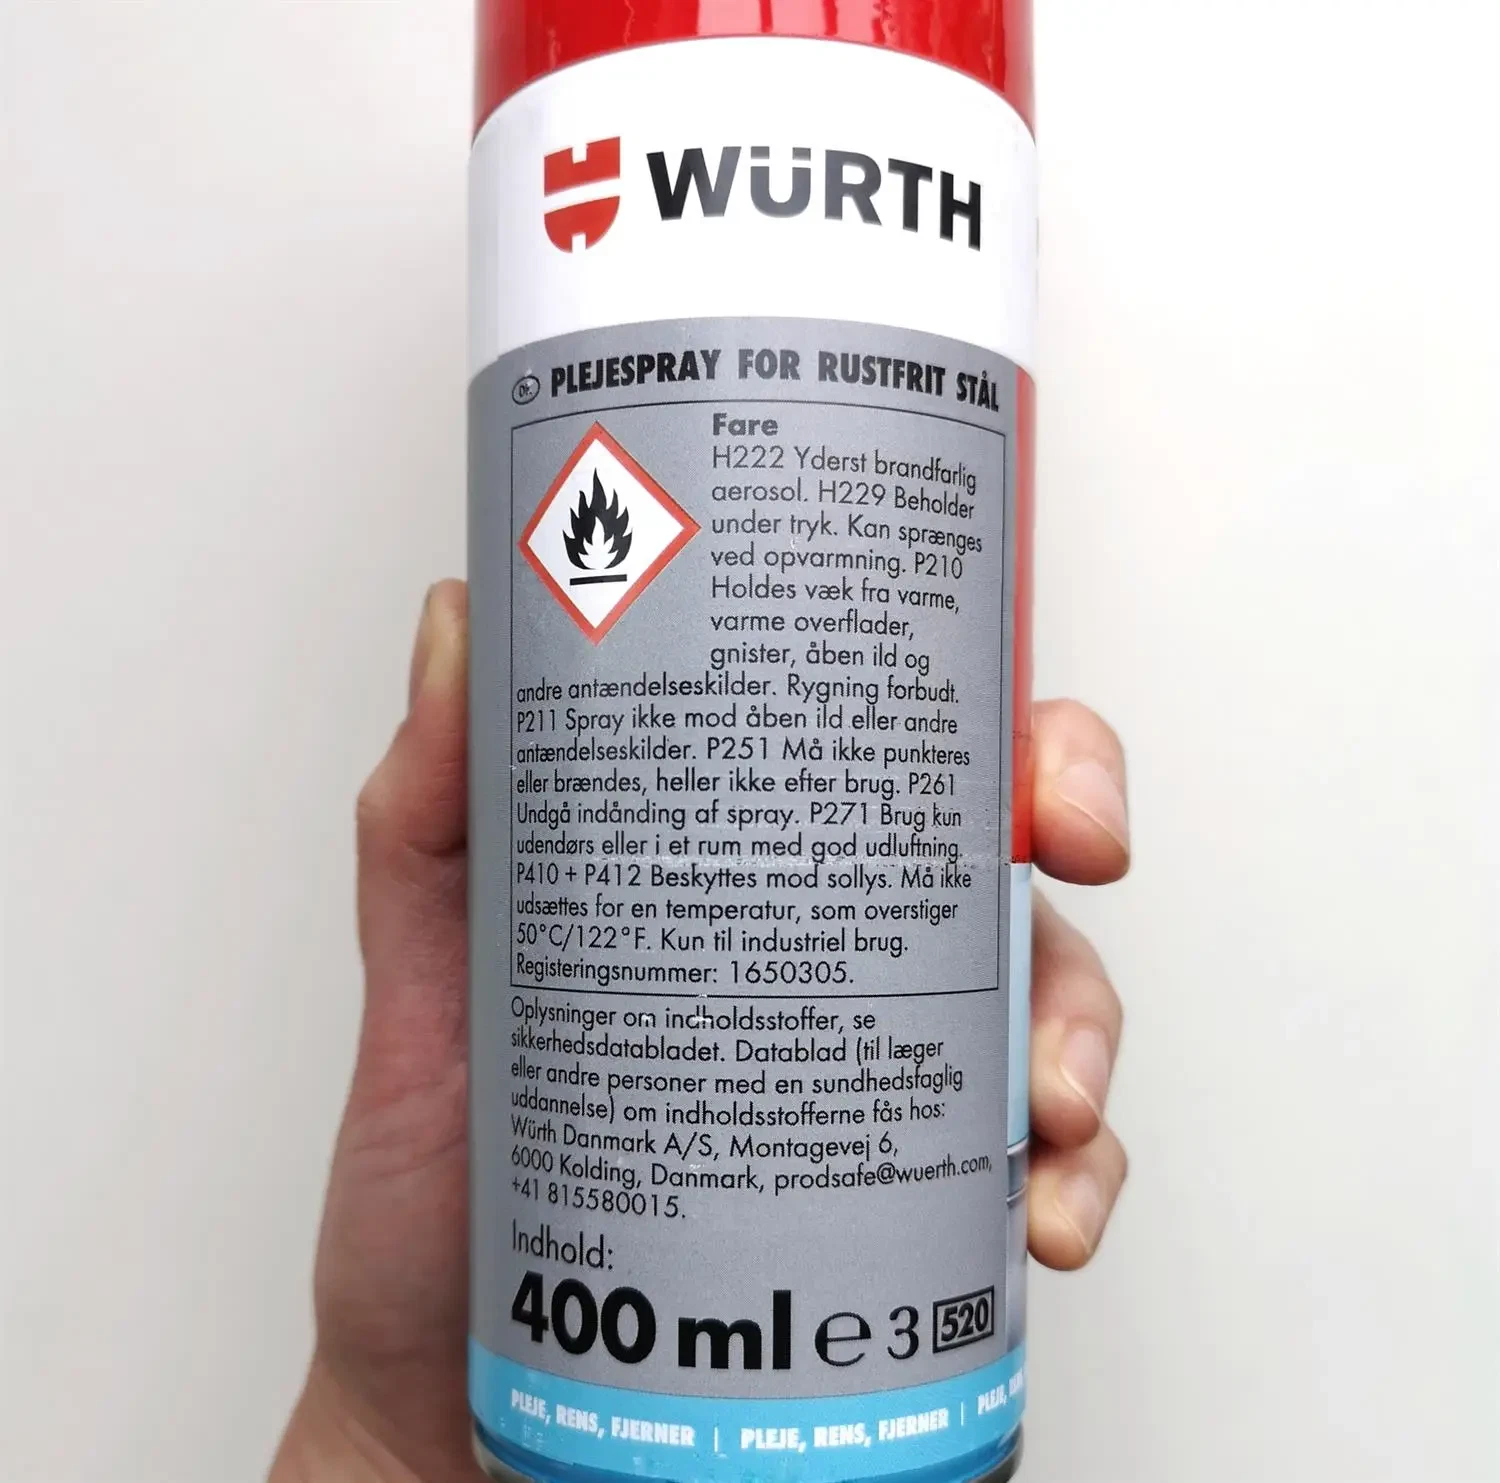 WÜRTH
PLEJESPRAY FOR RUSTFRIT STÅL
Fare
H222 Yderst brandfarlig
aerosol. H229 Beholder
under tryk. Kan sprænges
ved opvarmning. P210
Holdes væk fra varme,
varme overflader,
gnister, åben ild og
andre antændelseskilder. Rygning forbudt.
P211 Spray ikke mod åben ild eller andre
antændelseskilder. P251 Må ikke punkteres
eller brændes, heller ikke efter brug. P261
Undgå indånding af spray. P271 Brug kun
udendørs eller i et rum med god udluftning.
P410 + P412 Beskyttes mod sollys. Må ikke
udsættes for en temperatur, som overstiger
50°C/122°F. Kun til industriel brug.
Registeringsnummer: 1650305.
Oplysninger om indholdsstoffer, se
sikkerhedsdatabladet. Datablad (til læger
eller andre personer med en sundhedsfaglig
uddannelse) om indholdsstofferne fås hos:
Würth Danmark A/S, Montagevej 6,
6000 Kolding, Danmark, prodsafe@wuerth.com,
+41 815580015.
Indhold:
400 ml e 3 520
PLEJE, RENS, FJERNER | PLEJE, RENS, FJERNER | PLEJE,